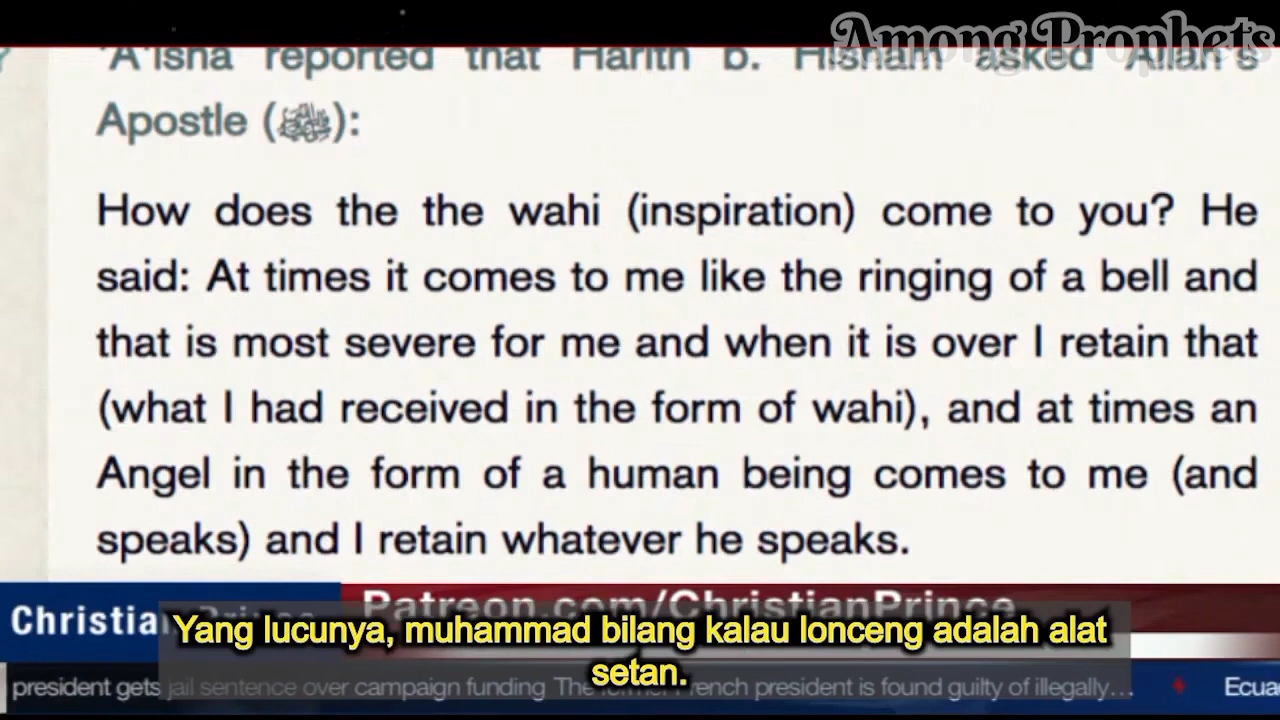 Among Prophets
'A'isha reported that Harith b. Hisham asked Allah's
Apostle (ﷺ):
How does the the wahi (inspiration) come to you? He
said: At times it comes to me like the ringing of a bell and
that is most severe for me and when it is over I retain that
(what I had received in the form of wahi), and at times an
Angel in the form of a human being comes to me (and
speaks) and I retain whatever he speaks.
Patreon.com/ChristianPrince
Christian Prince
Yang lucunya, muhammad bilang kalau lonceng adalah alat
setan.
president gets jail sentence over campaign funding The former French president is found guilty of illegally... Ecua